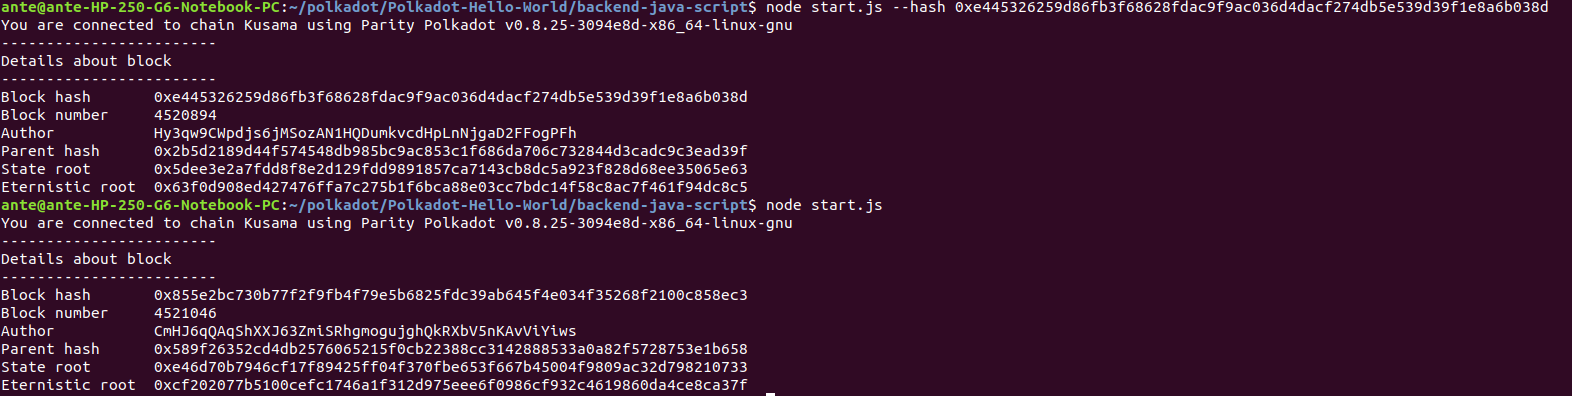 ante@ante-HP-250-G6-Notebook-PC:~/polkadot/Polkadot-Hello-World/backend-java-script$ node start.js --hash 0xe445326259d86fb3f68628fdac9f9ac036d4dacf274db5e539d39f1e8a6b038d
You are connected to chain Kusama using Parity Polkadot v0.8.25-3094e8d-x86_64-linux-gnu
------------------------
Details about block
------------------------
Block hash       0xe445326259d86fb3f68628fdac9f9ac036d4dacf274db5e539d39f1e8a6b038d
Block number     4520894
Author           Hy3qw9CWpdjs6jMSozAN1HQDumkvcdHpLnNjgaD2FFogPFh
Parent hash      0x2b5d2189d44f574548db985bc9ac853c1f686da706c732844d3cadc9c3ead39f
State root       0x5dee3e2a7fdd8f8e2d129fdd9891857ca7143cb8dc5a923f828d68ee35065e63
Eternistic root  0x63f0d908ed427476ffa7c275b1f6bca88e03cc7bdc14f58c8ac7f461f94dc8c5
ante@ante-HP-250-G6-Notebook-PC:~/polkadot/Polkadot-Hello-World/backend-java-script$ node start.js
You are connected to chain Kusama using Parity Polkadot v0.8.25-3094e8d-x86_64-linux-gnu
------------------------
Details about block
------------------------
Block hash       0x855e2bc730b77f2f9fb4f79e5b6825fdc39ab645f4e034f35268f2100c858ec3
Block number     4521046
Author           CmHJ6qQAqShXXJ63ZmiSRhgmogujghQkRXbV5nKAvViYiws
Parent hash      0x589f26352cd4db2576065215f0cb22388cc3142888533a0a82f5728753e1b658
State root       0xe46d70b7946cf17f89425ff04f370fbe653f667b45004f9809ac32d798210733
Eternistic root  0xcf202077b5100cefc1746a1f312d975eee6f0986cf932c4619860da4ce8ca37f